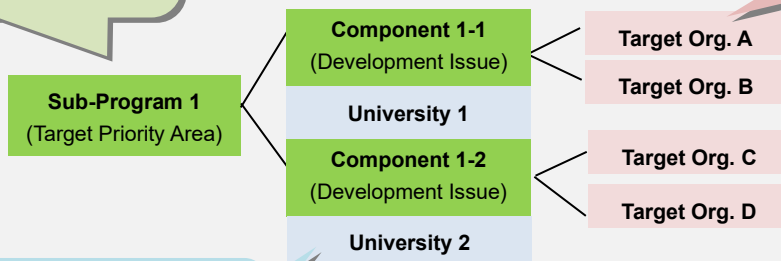 Sub-Program 1
(Target Priority Area)
Component 1-1
(Development Issue)
University 1
Component 1-2
(Development Issue)
University 2
Target Org. A
Target Org. B
Target Org. C
Target Org. D